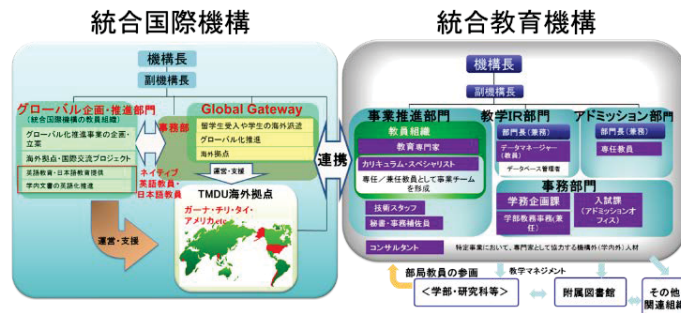 統合国際機構
機構長
副機構長
グローバル企画・推進部門
(統合国際機構の教員組織)
グローバル化推進事業の企画・
立案
海外拠点・国際交流プロジェクト
英語教育・日本語教育提供
学内文書の英語化推進
事務部
ネイティブ
英語教員・
日本語教員
Global Gateway
留学生受入や学生の海外派遣
グローバル化推進
海外拠点
運営・支援
TMDU海外拠点
ガーナ・チリ・タイ・
アメリカ,etc
運営・支援
連携
統合教育機構
機構長
副機構長
事業推進部門
教員組織
教育専門家
カリキュラム・スペシャリスト
専任/兼任教員として事業チーム
を形成
技術スタッフ
秘書・事務補佐員
コンサルタント
特定事業において、専門家として協力する機構外(学内外)人材
教学IR部門
部門長(兼務)
データマネージャー
(教員)
データベース管理者
アドミッション部門
部門長(兼務)
専任教員
事務部門
学務企画課
学部教務事務(兼
任)
入試課
(アドミッションオ
フィス)
部局教員の参画
教学マネジメント
<学部・研究科等>
附属図書館
その他
関連組織